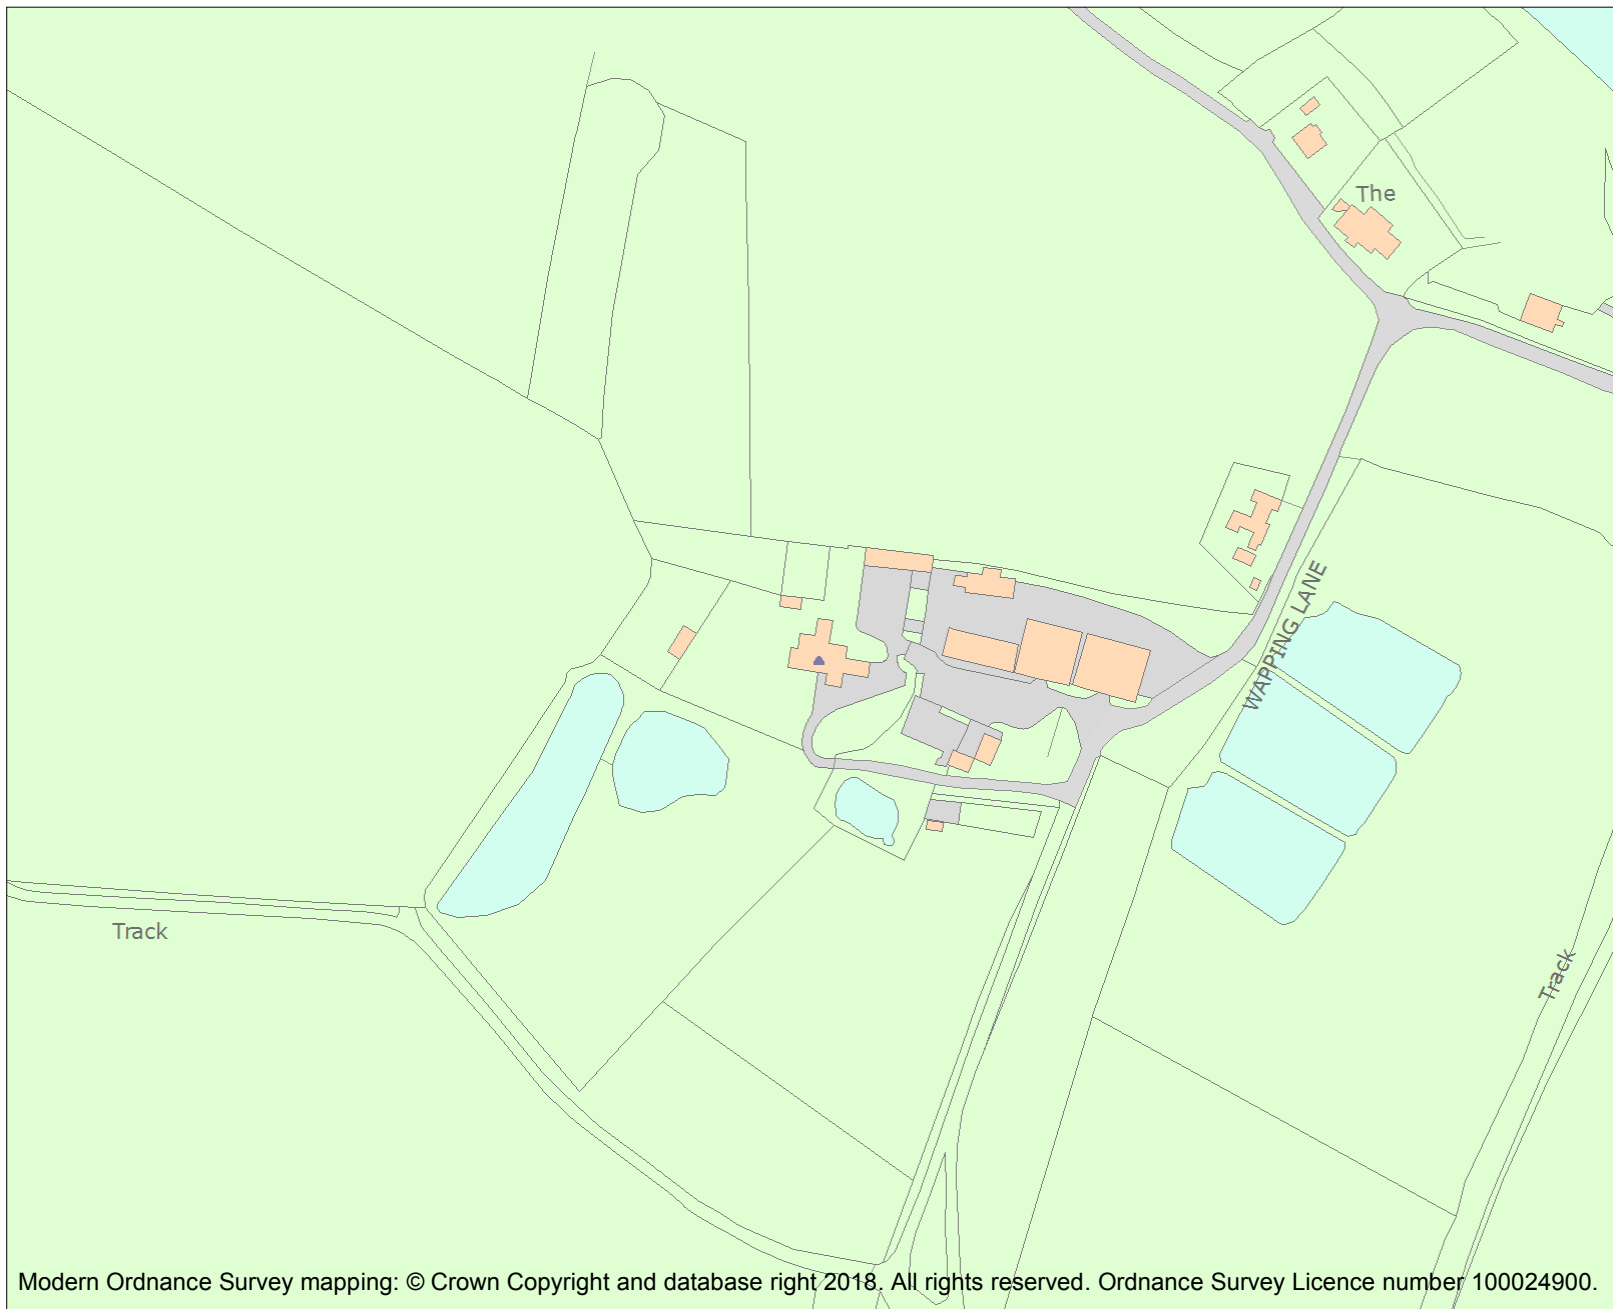 The
WAPPING LANE
Track
Track
Modern Ordnance Survey mapping: © Crown Copyright and database right 2018. All rights reserved. Ordnance Survey Licence number 100024900.